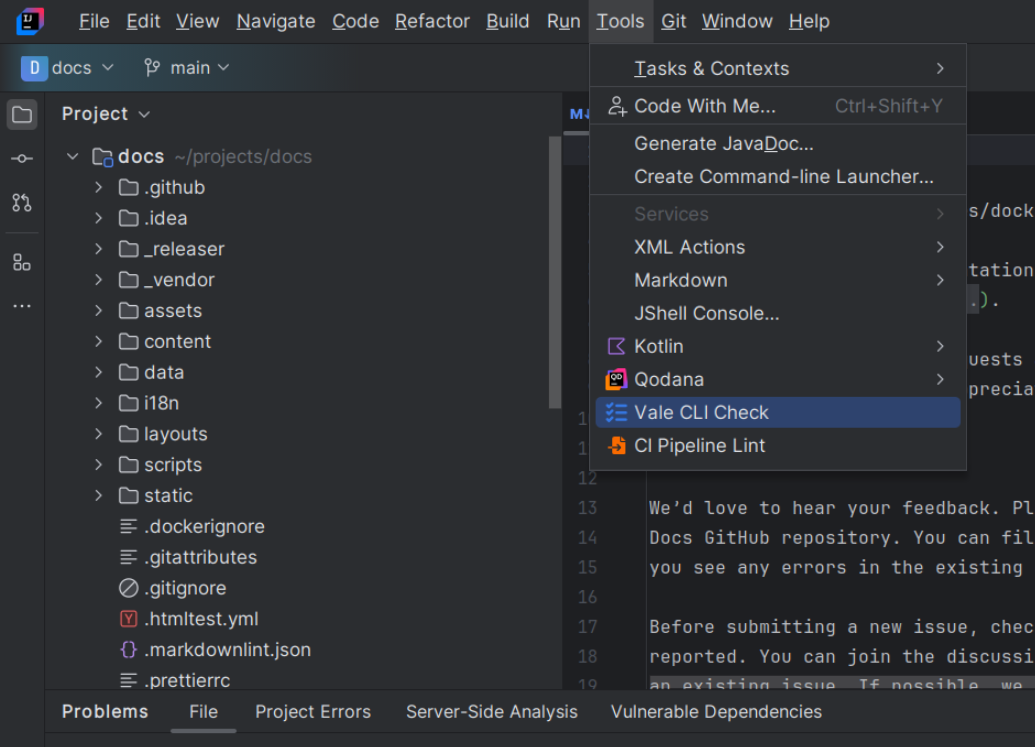 IJ
File Edit View Navigate Code Refactor Build Run Tools Git Window Help
D docs main
Project
docs ~/projects/docs
.github
.idea
_releaser
_vendor
assets
content
data
i18n
layouts
scripts
static
.dockerignore
.gitattributes
.gitignore
Y .htmltest.yml
{} .markdownlint.json
.prettierrc
Tasks & Contexts
Code With Me... Ctrl+Shift+Y
Generate JavaDoc...
Create Command-line Launcher...
Services
XML Actions
Markdown
JShell Console...
Kotlin
QD Qodana
Vale CLI Check
CI Pipeline Lint
M↓
s/dock
tation
.).
uests
precia
12
13 We'd love to hear your feedback. Pl
14 Docs GitHub repository. You can fil
15 you see any errors in the existing
16
17 Before submitting a new issue, chec
18 reported. You can join the discussi
19 an existing issue. If possible, we
Problems File Project Errors Server-Side Analysis Vulnerable Dependencies